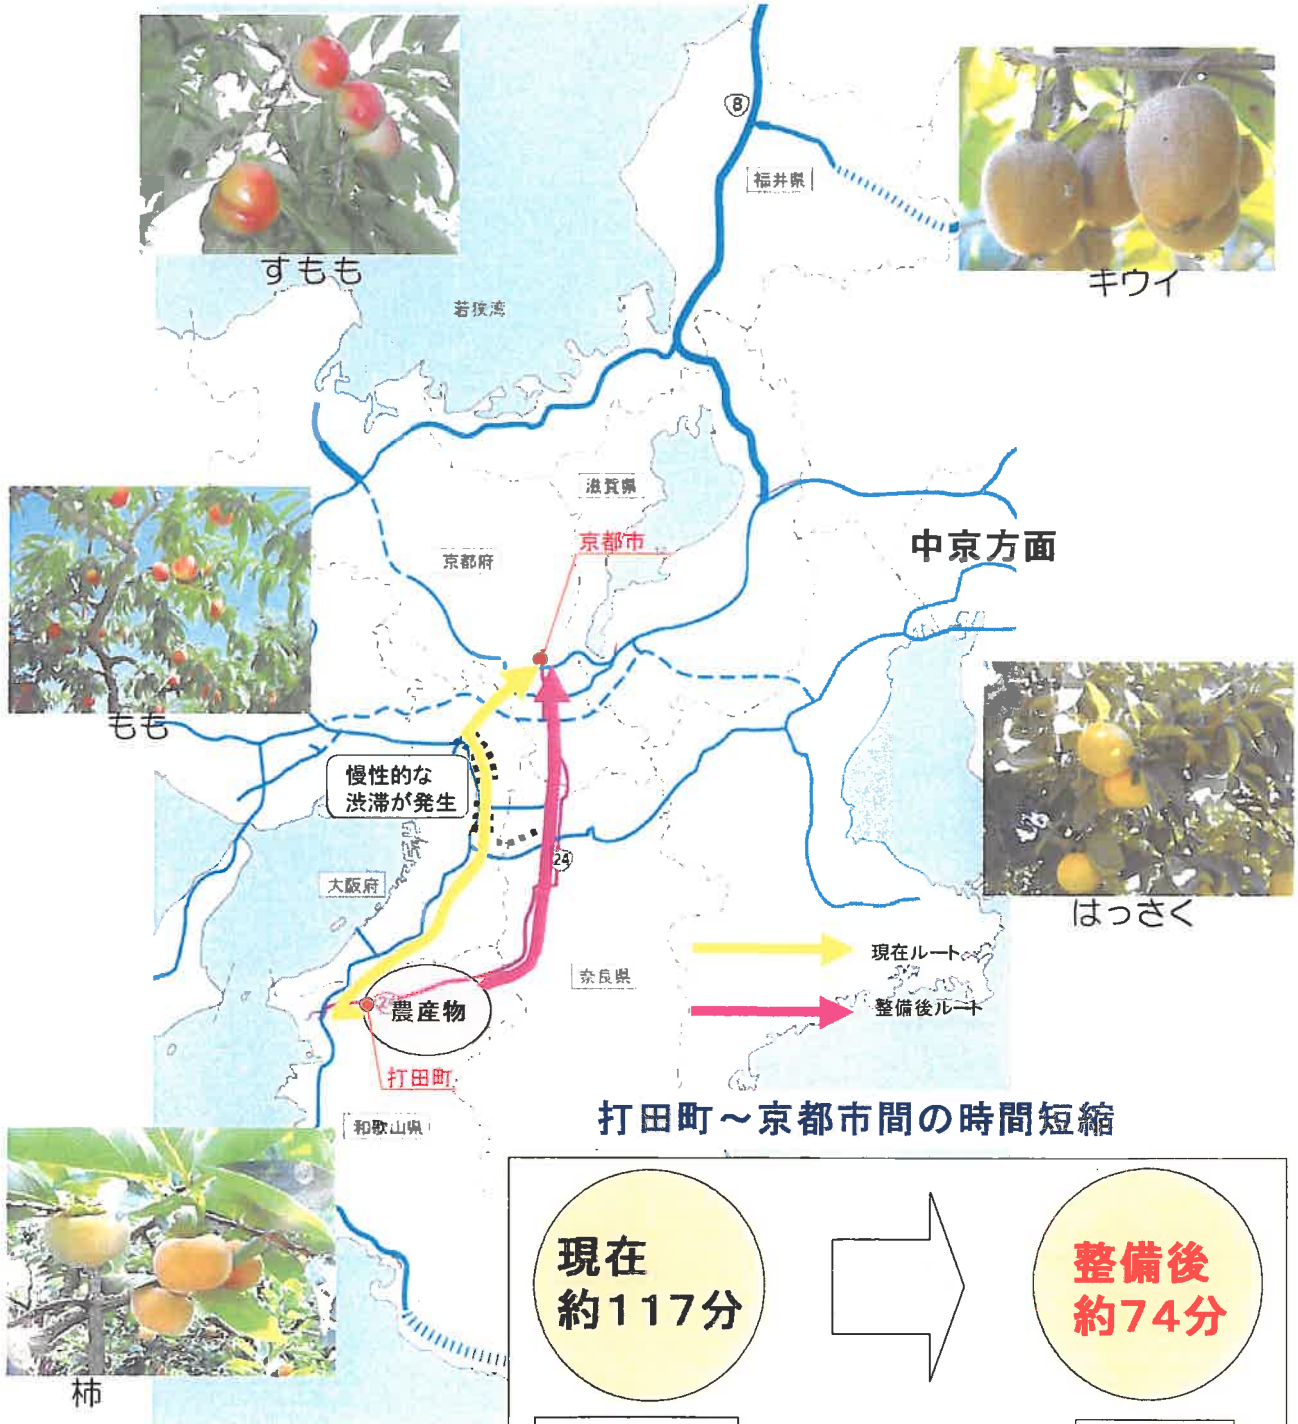 8
福井県
すもも
キウイ
若狭湾
滋賀県
京都市
京都府
中京方面
もも
慢性的な
渋滞が発生
24
大阪府
はっさく
現在ルート
奈良県
整備後ルート
農産物
打田町
和歌山県
打田町～京都市間の時間短縮
現在
約117分
整備後
約74分
柿